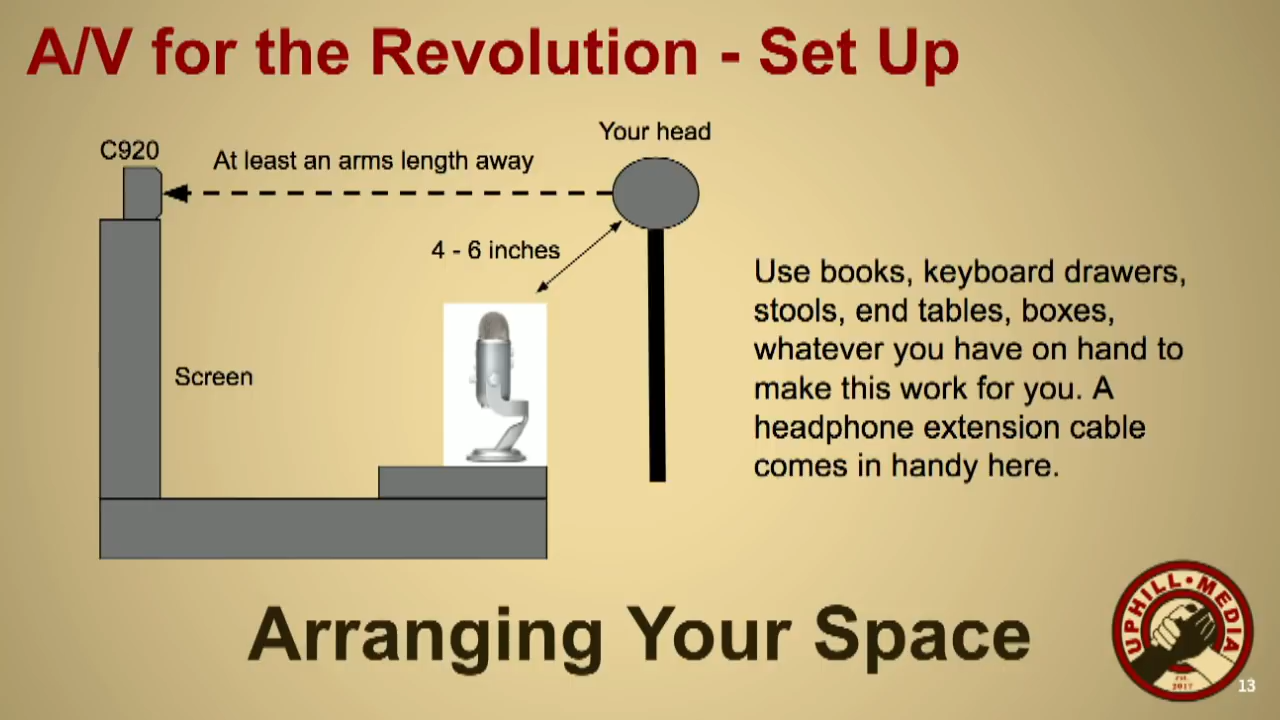 A/V for the Revolution - Set Up
Your head
C920
At least an arms length away
4 - 6 inches
Use books, keyboard drawers,
stools, end tables, boxes,
whatever you have on hand to
make this work for you. A
headphone extension cable
comes in handy here.
Screen
Arranging Your Space
UPHILL • MEDIA
EST.
2017
13